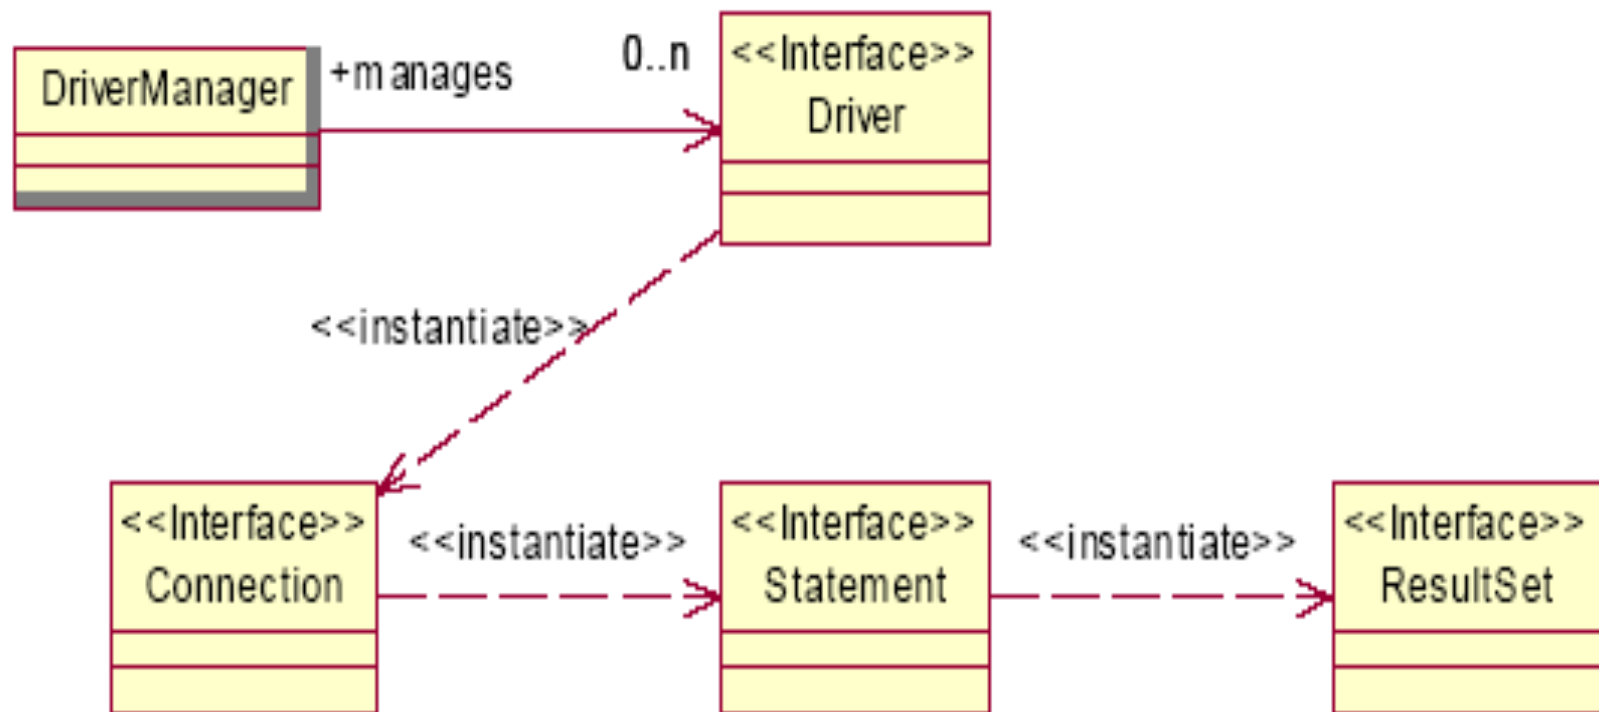 DriverManager
+manages
0..n
<<Interface>>
Driver
<<instantiate>>
<<Interface>>
Connection
<<instantiate>>
<<Interface>>
Statement
<<instantiate>>
<<Interface>>
ResultSet